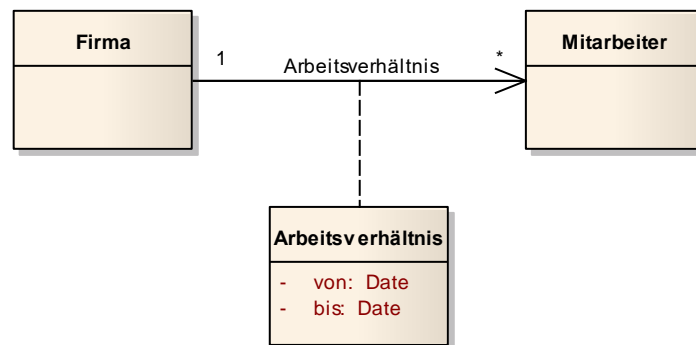 Firma
Mitarbeiter
1
Arbeitsverhältnis
*
Arbeitsverhältnis
- von: Date
- bis: Date